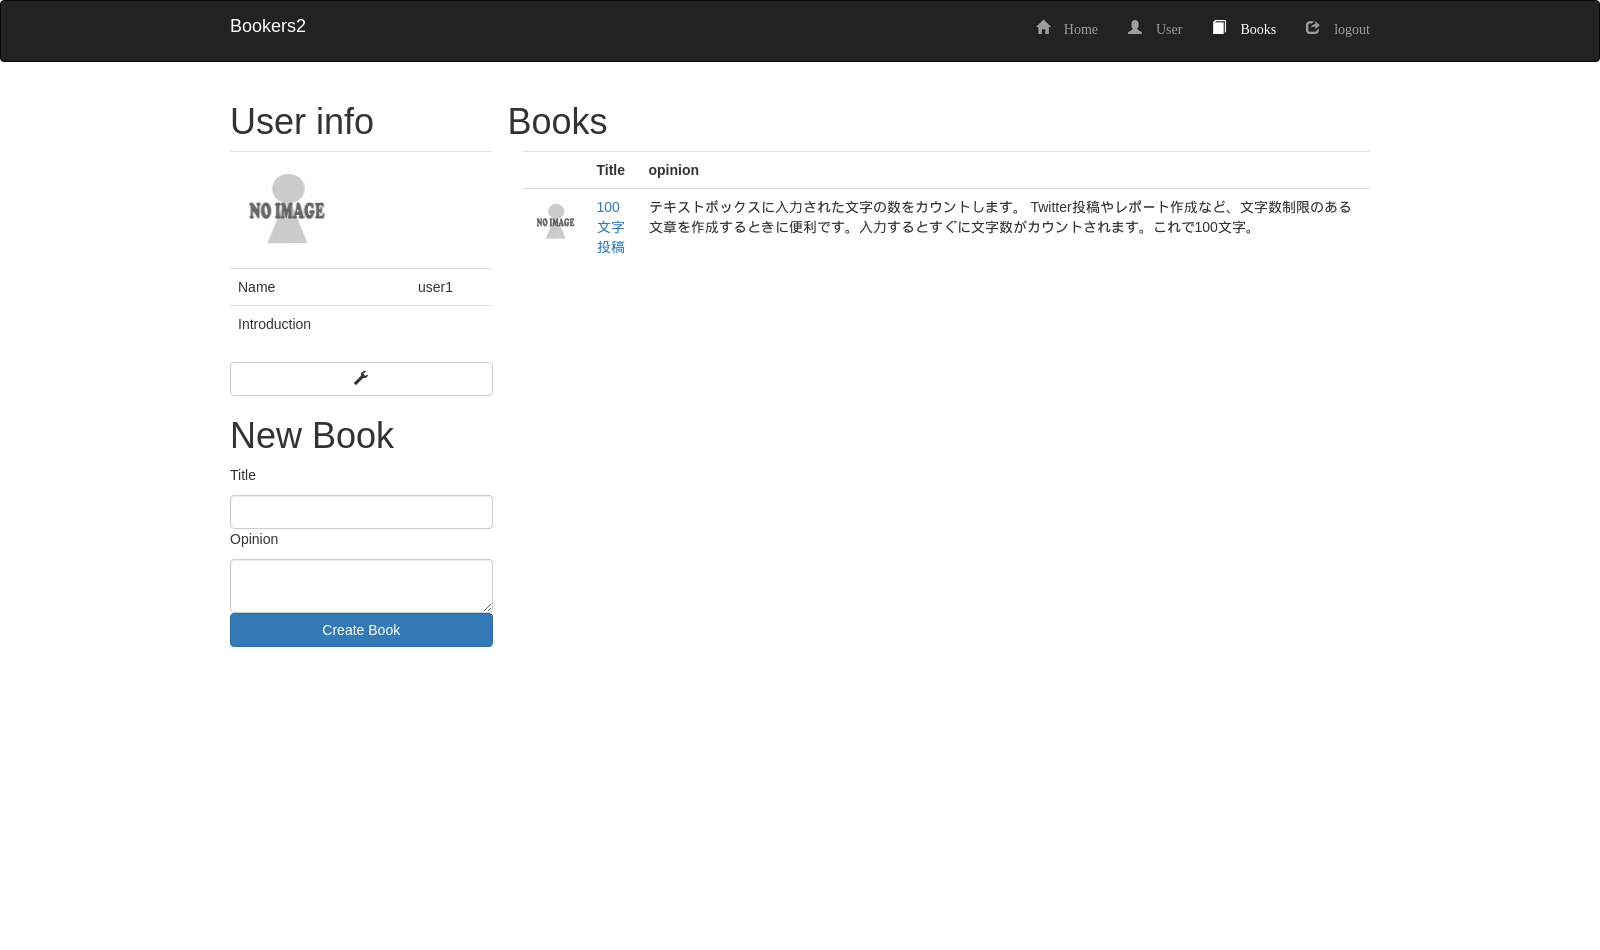 Bookers2
Home User Books logout
User info
NO IMAGE
Name user1
Introduction
New Book
Title
Opinion
Create Book
Books
Title opinion
NO IMAGE
100
文字
投稿
テキストボックスに入力された文字の数をカウントします。 Twitter投稿やレポート作成など、文字数制限のある
文章を作成するときに便利です。入力するとすぐに文字数がカウントされます。これで100文字。